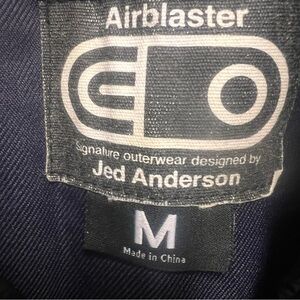 Airblaster
Signature outerwear designed by
Jed Anderson
M
Made in China